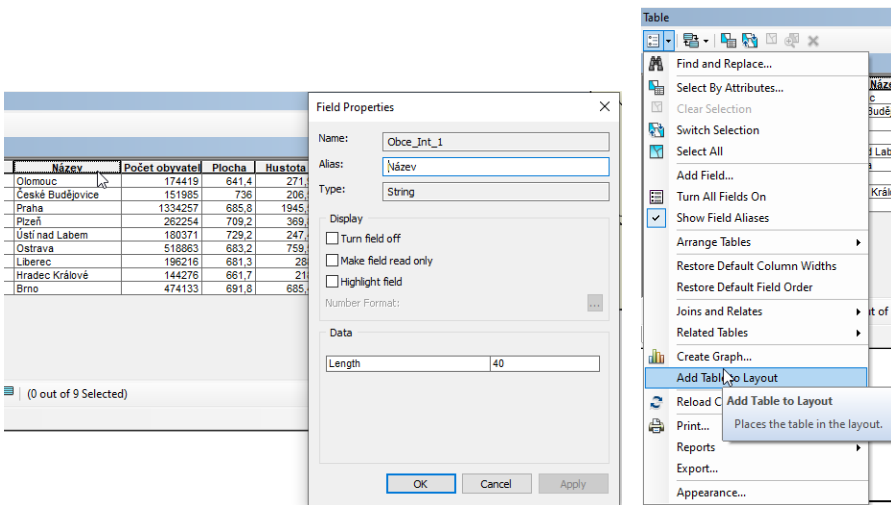 Název Počet obyvatel Plocha Hustota
Olomouc 174419 641,4 271,
České Budějovice 151985 736 206,
Praha 1334257 685,8 1945,
Plzeň 262254 709,2 369,
Ústí nad Labem 180371 729,2 247,
Ostrava 518863 683,2 759,
Liberec 196216 681,3 28
Hradec Králové 144276 661,7 21
Brno 474133 691,8 685,
(0 out of 9 Selected)
Field Properties
Name: Obce_Int_1
Alias: Název
Type: String
Display
Turn field off
Make field read only
Highlight field
Number Format: ...
Data
Length 40
OK Cancel Apply
Table
Find and Replace...
Select By Attributes...
Clear Selection
Switch Selection
Select All
Add Field...
Turn All Fields On
Show Field Aliases
Arrange Tables
Restore Default Column Widths
Restore Default Field Order
Joins and Relates
Related Tables
Create Graph...
Add Table to Layout
Reload C
Add Table to Layout
Places the table in the layout.
Print...
Reports
Export...
Appearance...